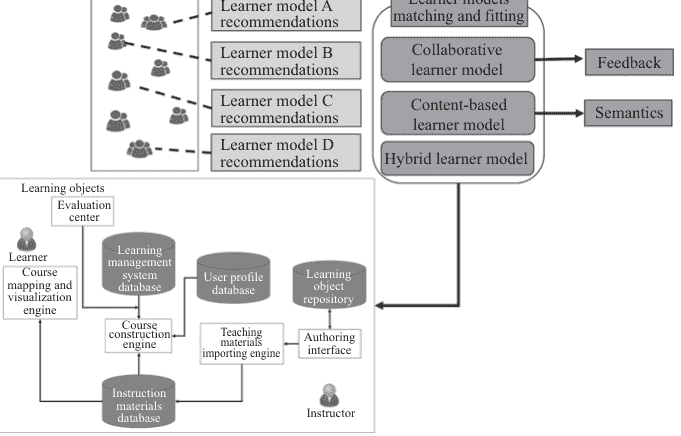 Learner model A
recommendations
Learner model B
recommendations
Learner model C
recommendations
Learner model D
recommendations
Learner models
matching and fitting
Collaborative
learner model
Content-based
learner model
Hybrid learner model
Feedback
Semantics
Learning objects
Evaluation
center
Learner
Course
mapping and
visualization
engine
Learning
management
system
database
User profile
database
Learning
object
repository
Course
construction
engine
Teaching
materials
importing engine
Authoring
interface
Instruction
materials
database
Instructor